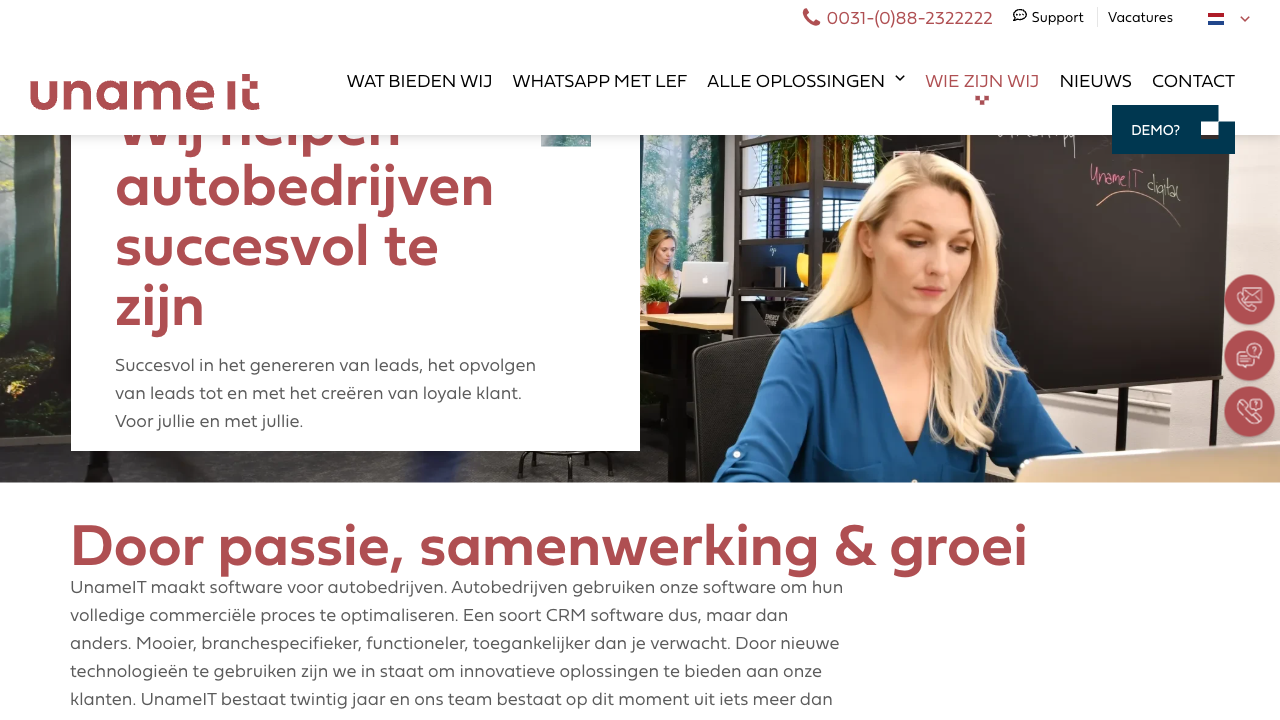 0031-(0)88-2322222
Support
Vacatures
uname it
WAT BIEDEN WIJ
WHATSAPP MET LEF
ALLE OPLOSSINGEN
WIE ZIJN WIJ
NIEUWS
CONTACT
DEMO?
Wij helpen
autobedrijven
succesvol te
zijn
Succesvol in het genereren van leads, het opvolgen
van leads tot en met het creëren van loyale klant.
Voor jullie en met jullie.
UnameIT digital
Door passie, samenwerking & groei
UnameIT maakt software voor autobedrijven. Autobedrijven gebruiken onze software om hun
volledige commerciële proces te optimaliseren. Een soort CRM software dus, maar dan
anders. Mooier, branchespecifieker, functioneler, toegankelijker dan je verwacht. Door nieuwe
technologieën te gebruiken zijn we in staat om innovatieve oplossingen te bieden aan onze
klanten. UnameIT bestaat twintig jaar en ons team bestaat op dit moment uit iets meer dan